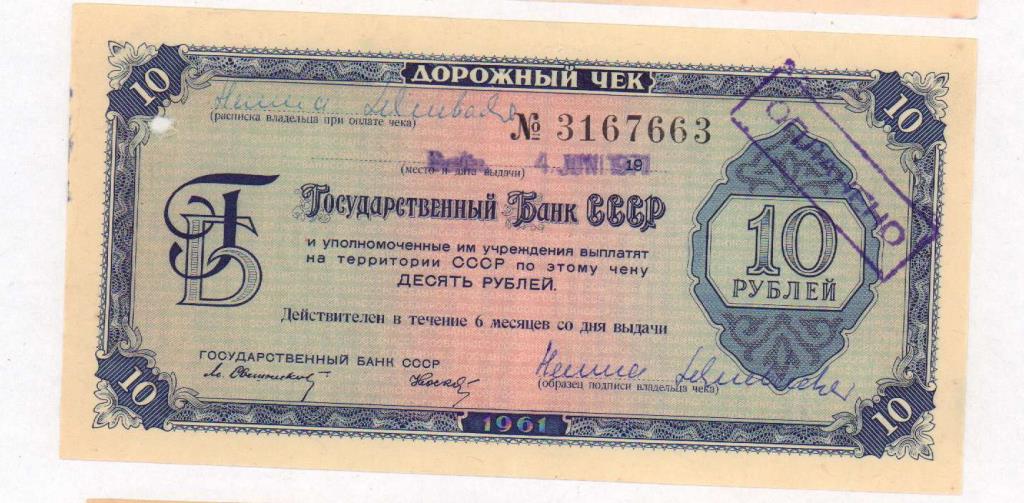 ДОРОЖНЫЙ ЧЕК
10
10
(расписка владельца при оплате чека)
№ 3167663
ОПЛАЧЕНО
4 JUNI 19
(место и дата выдачи)
ГБ
Государственный Банк СССР
и уполномоченные им учреждения выплатят
на территории СССР по этому чеку
ДЕСЯТЬ РУБЛЕЙ.
10
РУБЛЕЙ
Действителен в течение 6 месяцев со дня выдачи
ГОСУДАРСТВЕННЫЙ БАНК СССР
(образец подписи владельца чека)
10
10
1961